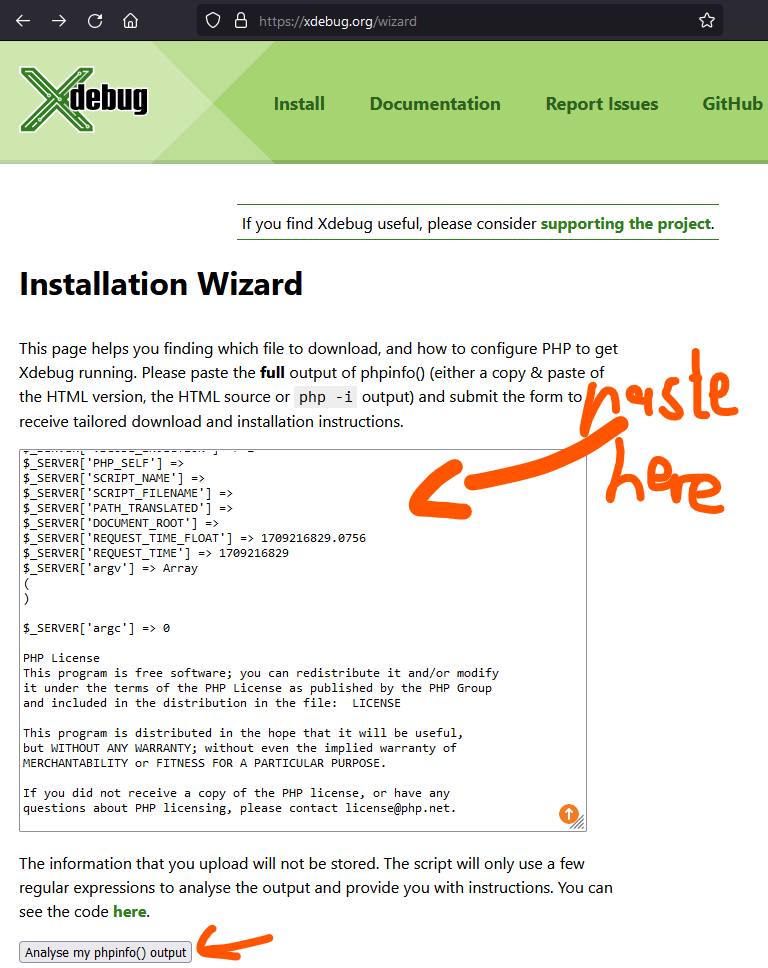 https://xdebug.org/wizard
Xdebug
Install Documentation Report Issues GitHub
If you find Xdebug useful, please consider supporting the project.
Installation Wizard
This page helps you finding which file to download, and how to configure PHP to get
Xdebug running. Please paste the full output of phpinfo() (either a copy & paste of
the HTML version, the HTML source or php -i output) and submit the form to
receive tailored download and installation instructions.
paste
here
$_SERVER['PHP_SELF'] =>
$_SERVER['SCRIPT_NAME'] =>
$_SERVER['SCRIPT_FILENAME'] =>
$_SERVER['PATH_TRANSLATED'] =>
$_SERVER['DOCUMENT_ROOT'] =>
$_SERVER['REQUEST_TIME_FLOAT'] => 1709216829.0756
$_SERVER['REQUEST_TIME'] => 1709216829
$_SERVER['argv'] => Array
(
)
$_SERVER['argc'] => 0
PHP License
This program is free software; you can redistribute it and/or modify
it under the terms of the PHP License as published by the PHP Group
and included in the distribution in the file:  LICENSE
This program is distributed in the hope that it will be useful,
but WITHOUT ANY WARRANTY; without even the implied warranty of
MERCHANTABILITY or FITNESS FOR A PARTICULAR PURPOSE.
If you did not receive a copy of the PHP license, or have any
questions about PHP licensing, please contact license@php.net.
The information that you upload will not be stored. The script will only use a few
regular expressions to analyse the output and provide you with instructions. You can
see the code here.
Analyse my phpinfo() output